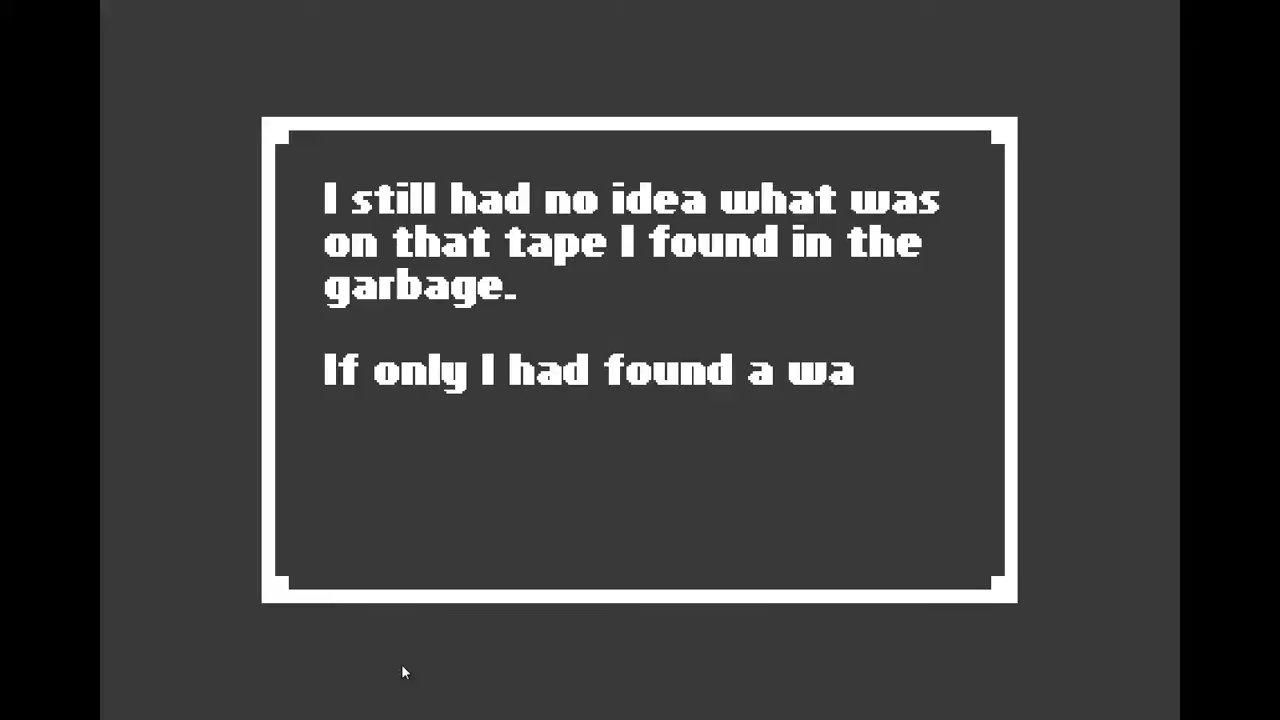 I still had no idea what was
on that tape I found in the
garbage.
If only I had found a wa